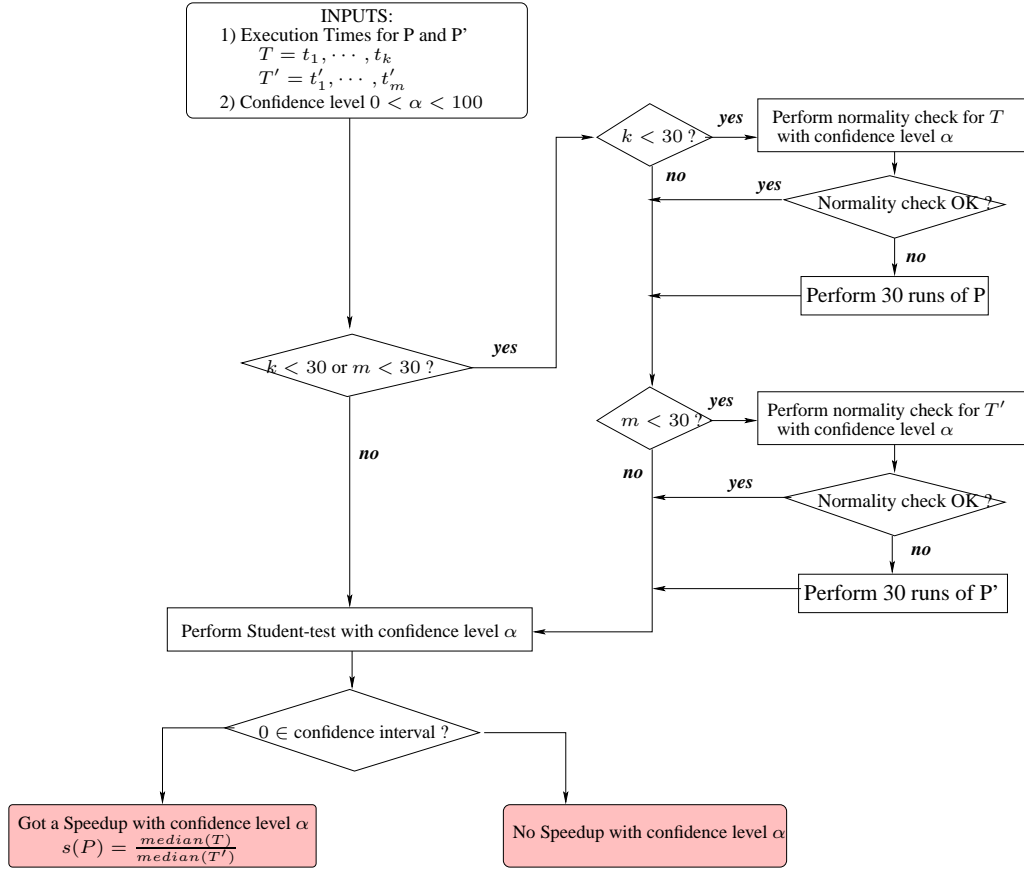 INPUTS:
1) Execution Times for P and P'
T = t₁, ⋯ , tₖ
T′ = t′₁, ⋯ , t′ₘ
2) Confidence level 0 < α < 100
k < 30 ?
yes
no
Perform normality check for T
with confidence level α
Normality check OK ?
yes
no
Perform 30 runs of P
k < 30 or m < 30 ?
yes
no
m < 30 ?
yes
no
Perform normality check for T′
with confidence level α
Normality check OK ?
yes
no
Perform 30 runs of P'
Perform Student-test with confidence level α
0 ∈ confidence interval ?
Got a Speedup with confidence level α
s(P) = median(T) / median(T′)
No Speedup with confidence level α